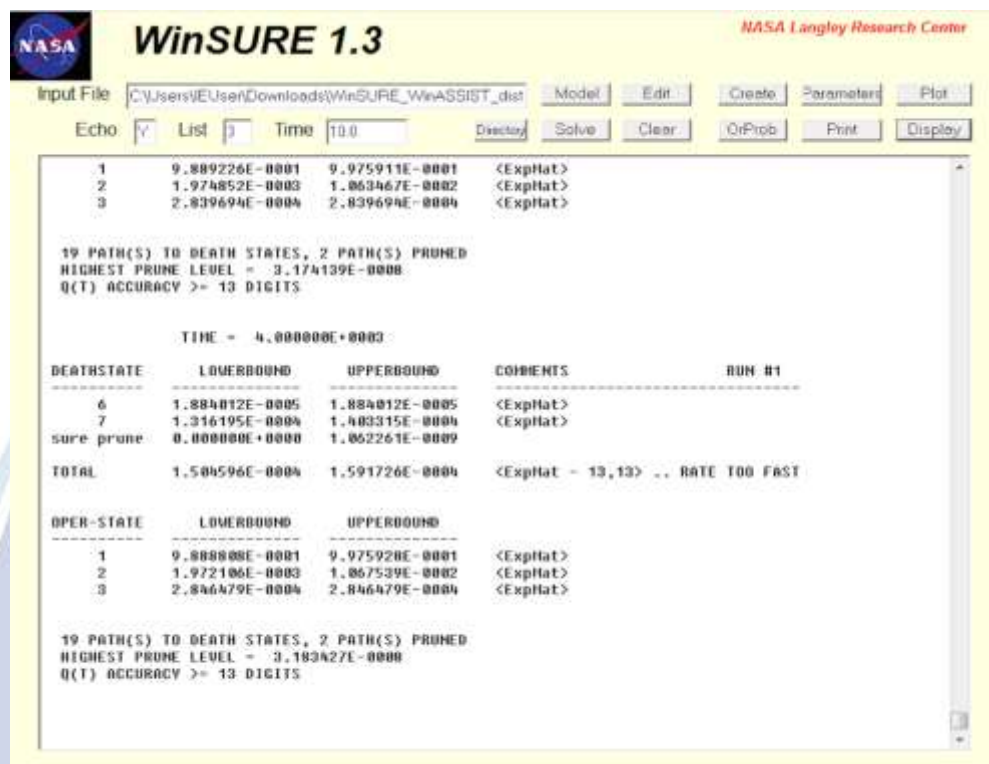 NASA
WinSURE 1.3
NASA Langley Research Center
Input File C:\Users\IEUser\Downloads\WinSURE_WinASSIST_dist Model Edit Create Parameters Plot
Echo Y List 3 Time 10.0 Directory Solve Clear OrProb Print Display
1 9.889226E-0001 9.975911E-0001 <ExpMat>
2 1.974852E-0003 1.063467E-0002 <ExpMat>
3 2.839694E-0004 2.839694E-0004 <ExpMat>
19 PATH(S) TO DEATH STATES, 2 PATH(S) PRUNED
HIGHEST PRUNE LEVEL = 3.174139E-0008
Q(T) ACCURACY >= 13 DIGITS
TIME = 4.000000E+0003
DEATHSTATE LOWERBOUND UPPERBOUND COMMENTS RUN #1
---------- ------------ ------------ ------------------------------
6 1.884012E-0005 1.884012E-0005 <ExpMat>
7 1.316195E-0004 1.403315E-0004 <ExpMat>
sure prune 0.000000E+0000 1.062261E-0009
TOTAL 1.504596E-0004 1.591726E-0004 <ExpMat - 13,13> .. RATE TOO FAST
OPER-STATE LOWERBOUND UPPERBOUND
---------- ------------ ------------
1 9.888808E-0001 9.975928E-0001 <ExpMat>
2 1.972106E-0003 1.067539E-0002 <ExpMat>
3 2.846479E-0004 2.846479E-0004 <ExpMat>
19 PATH(S) TO DEATH STATES, 2 PATH(S) PRUNED
HIGHEST PRUNE LEVEL = 3.183427E-0008
Q(T) ACCURACY >= 13 DIGITS